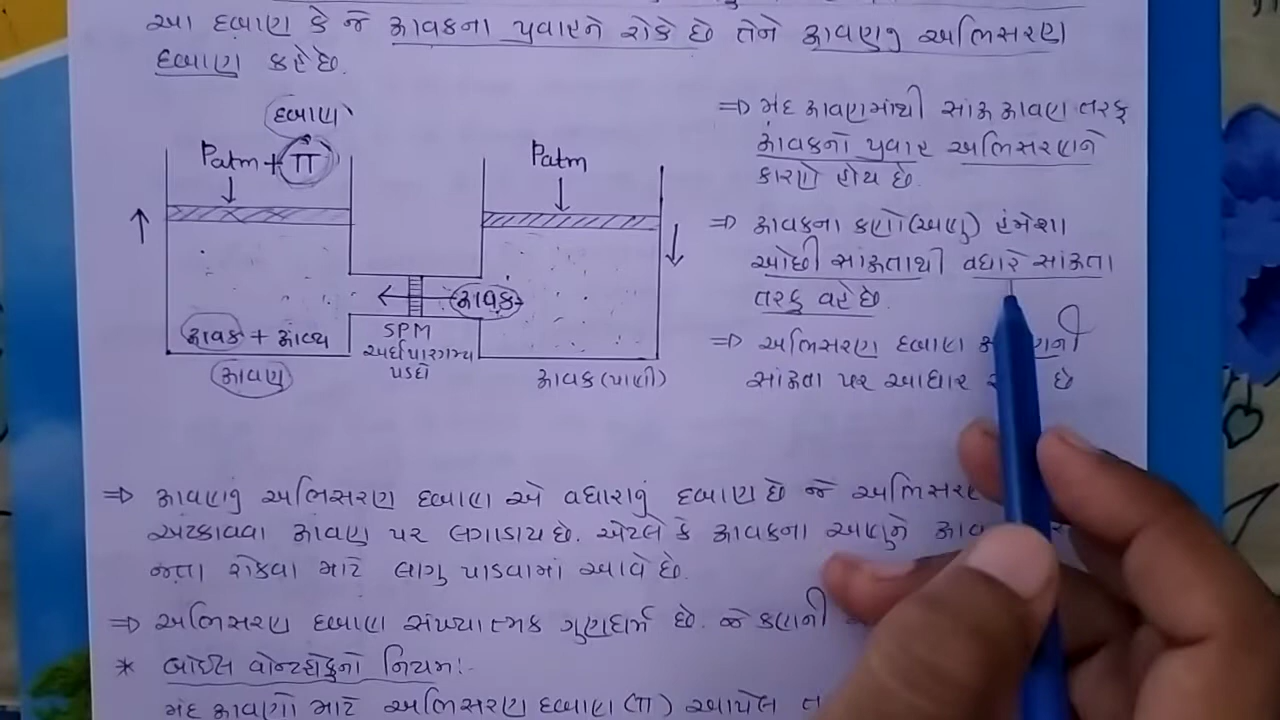 આ દબાણ કે જે દ્રાવકના પ્રવાહને રોકે છે તેને દ્રાવણનુ અભિસરણ
દબાણ કહે છે.
દબાણ
Patm + π
Patm
દ્રાવક
દ્રાવક + દ્રાવ્ય
દ્રાવણ
SPM
અર્ધપારગમ્ય
પડદો
દ્રાવક (પાણી)
⇒ મંદ દ્રાવણમાંથી સાંદ્ર દ્રાવણ તરફ
દ્રાવકનો પ્રવાહ અભિસરણને
કારણે હોય છે.
⇒ દ્રાવકના કણો (અણુ) હંમેશા
ઓછી સાંદ્રતાથી વધારે સાંદ્રતા
તરફ વહે છે.
⇒ અભિસરણ દબાણ
સાંદ્રતા પર આધાર છે
⇒ દ્રાવણનું અભિસરણ દબાણ એ વધારાનું દબાણ છે જે
અટકાવવા દ્રાવણ પર લગાડાય છે. એટલે કે દ્રાવકના અણુને
જતા રોકવા માટે લાગુ પાડવામાં આવે છે.
⇒ અભિસરણ દબાણ સંખ્યાત્મક ગુણધર્મ છે. જે કણની
* બોઈલ વોન્ટહોફનો નિયમ:-
મંદ દ્રાવણો માટે અભિસરણ દબાણ (π) આપેલ